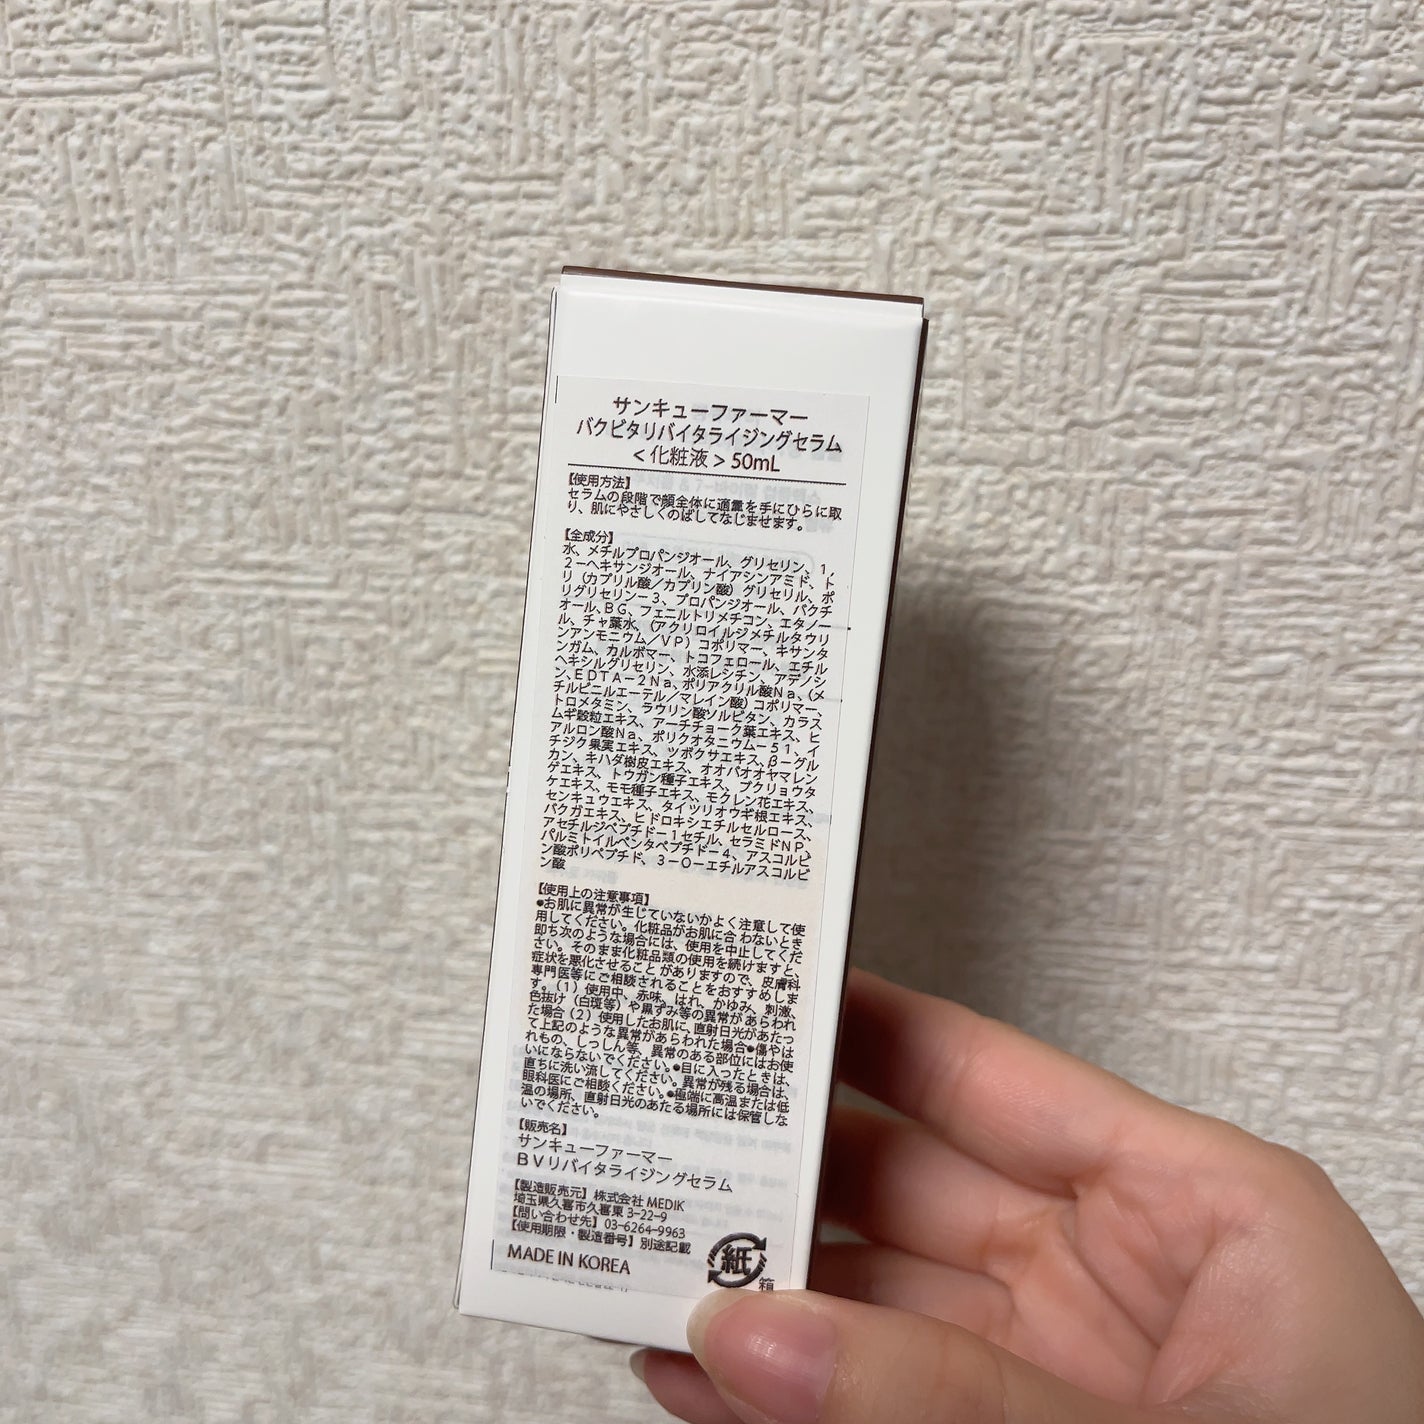 サンキューファーマー
バクビタリバイタライジングセラム
<化粧液> 50mL
【使用方法】
セラムの段階で顔全体に適量を手にひらに取
り、肌にやさしくのばしてなじませます。
【全成分】
水、メチルプロパンジオール、グリセリン、1,
2-ヘキサンジオール、ナイアシンアミド、ト
リ(カプリル酸/カプリン酸)グリセリル、ポ
リグリセリン-3、プロパンジオール、バクチ
オール、BG、フェニルトリメチコン、エタノー
ル、チャ葉水、(アクリロイルジメチルタウリ
ンアンモニウム/VP)コポリマー、キサンタ
ンガム、カルボマー、トコフェロール、エチル
ヘキシルグリセリン、水添レシチン、アデノシ
ン、EDTA-2Na、ポリアクリル酸Na、(メ
チルビニルエーテル/マレイン酸)コポリマー、
トロメタミン、ラウリン酸ソルビタン、カラス
ムギ穀粒エキス、アーチチョーク葉エキス、ヒ
アルロン酸Na、ポリクオタニウム-51、イ
チジク果実エキス、ツボクサエキス、β-グル
カン、キハダ樹皮エキス、オオバオオヤマレン
ゲエキス、トウガン種子エキス、ブクリョウタ
ケエキス、モモ種子エキス、モクレン花エキス、
センキュウエキス、タイツリオウギ根エキス、
バクガエキス、ヒドロキシエチルセルロース、
アセチルジペプチド-1セチル、セラミドNP、
パルミトイルペンタペプチド-4、アスコルビ
ン酸ポリペプチド、3-O-エチルアスコルビ
ン酸
【使用上の注意事項】
●お肌に異常が生じていないかよく注意して使
用してください。化粧品がお肌に合わないとき
即ち次のような場合には、使用を中止してくだ
さい。そのまま化粧品類の使用を続けますと、
症状を悪化させることがありますので、皮膚科
専門医等にご相談されることをおすすめしま
す。(1)使用中、赤味、はれ、かゆみ、刺激、
色抜け(白斑等)や黒ずみ等の異常があらわれ
た場合(2)使用したお肌に、直射日光があたっ
て上記のような異常があらわれた場合●傷やは
れもの、しっしん等、異常のある部位にはお使
いにならないでください。●目に入ったときは、
直ちに洗い流してください。異常が残る場合は、
眼科医にご相談ください。●極端に高温または低
温の場所、直射日光のあたる場所には保管しな
いでください。
【販売名】
サンキューファーマー
BVリバイタライジングセラム
【製造販売元】株式会社 MEDIK
埼玉県久喜市久喜東 3-22-9
【問い合わせ先】03-6264-9963
【使用期限・製造番号】別途記載
MADE IN KOREA
紙
箱